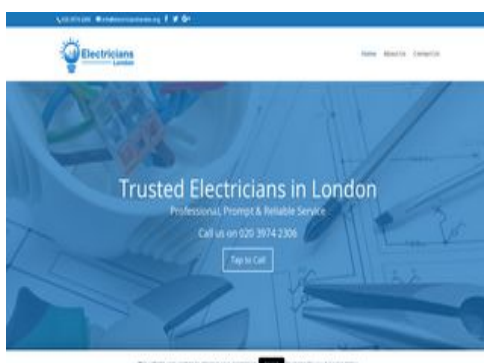 Electricians
London
Home About Us Contact Us
Trusted Electricians in London
Professional, Prompt & Reliable Service
Call us on 020 3974 2306
Tap to Call